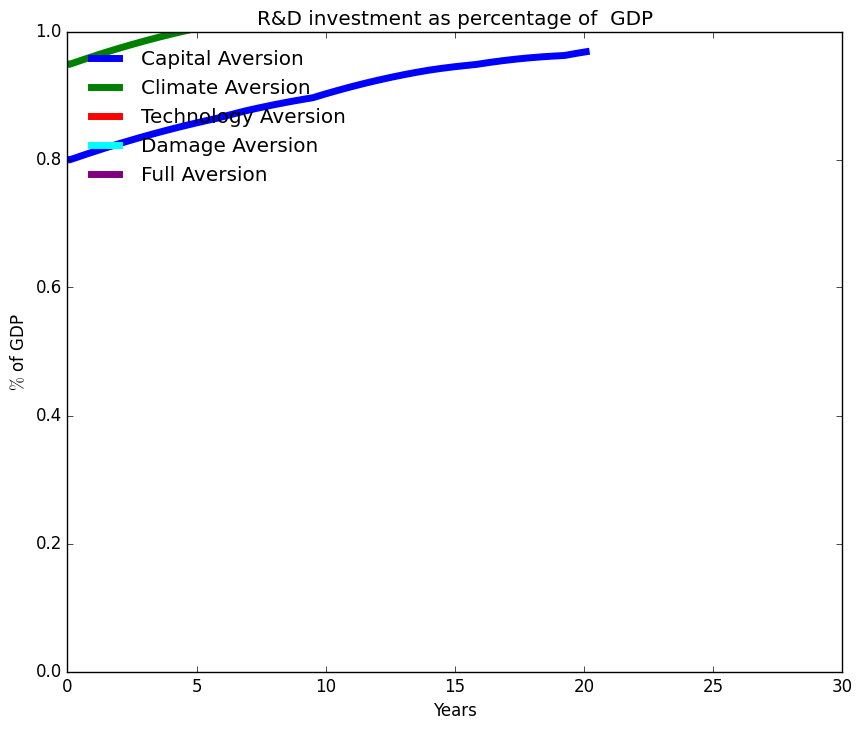 R&D investment as percentage of  GDP
1.0
0.8
0.6
0.4
0.2
0.0
% of GDP
Capital Aversion
Climate Aversion
Technology Aversion
Damage Aversion
Full Aversion
0 5 10 15 20 25 30
Years